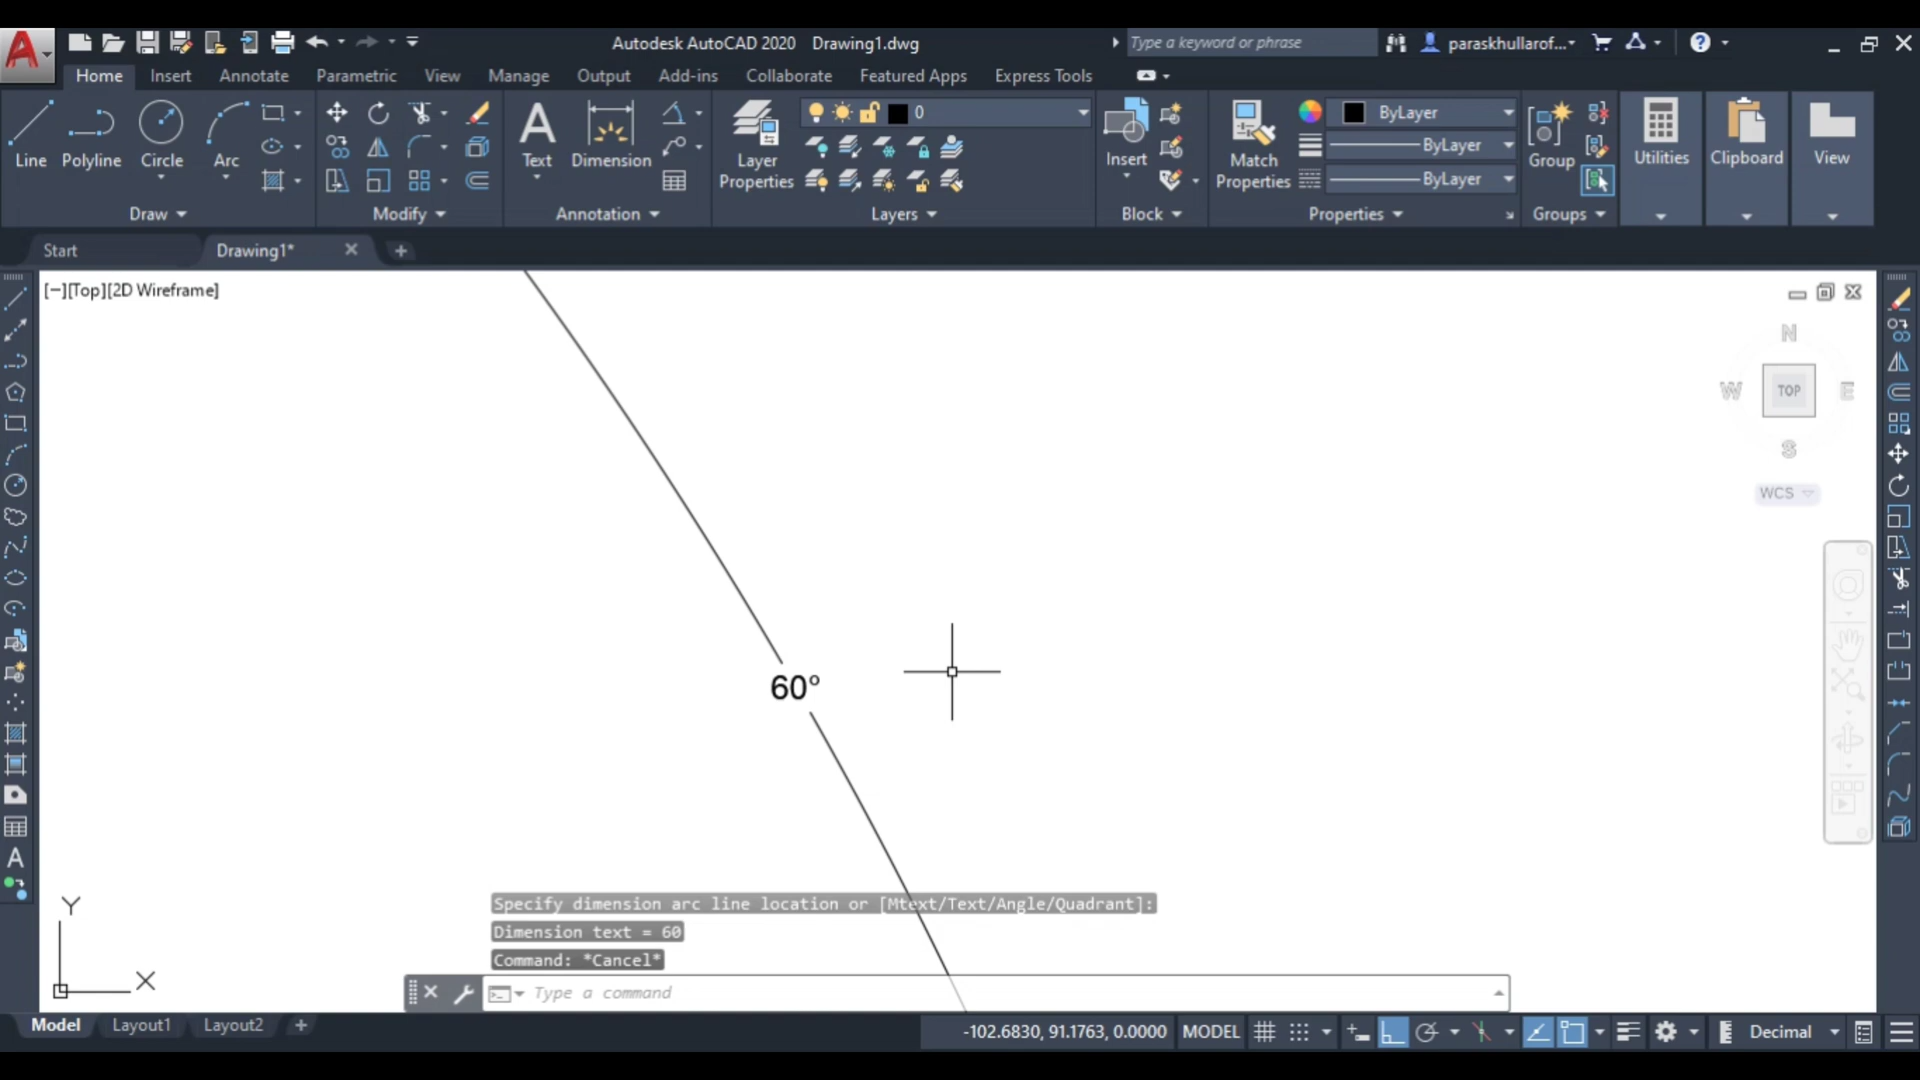 Autodesk AutoCAD 2020 Drawing1.dwg
Type a keyword or phrase
paraskhullarof...
Home Insert Annotate Parametric View Manage Output Add-ins Collaborate Featured Apps Express Tools
Line
Polyline
Circle
Arc
Draw
Modify
Text
Dimension
Annotation
Layer
Properties
0
Layers
Insert
Block
Match
Properties
ByLayer
ByLayer
ByLayer
Properties
Group
Groups
Utilities
Clipboard
View
Start
Drawing1*
[−][Top][2D Wireframe]
N
W
TOP
E
S
WCS
60°
Y
X
Specify dimension arc line location or [Mtext/Text/Angle/Quadrant]:
Dimension text = 60
Command: *Cancel*
Type a command
Model Layout1 Layout2
-102.6830, 91.1763, 0.0000 MODEL
Decimal